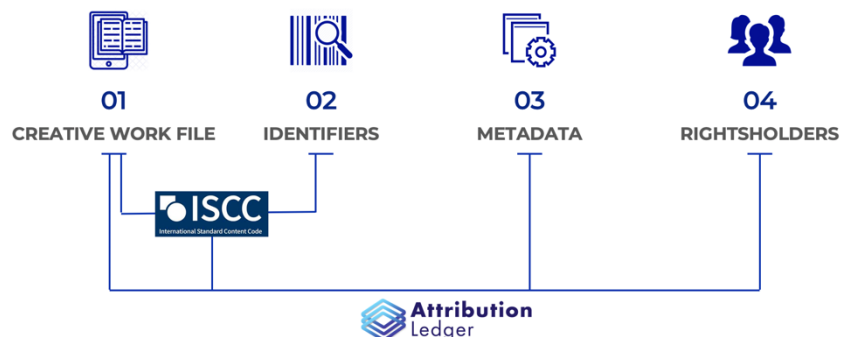 01
CREATIVE WORK FILE
02
IDENTIFIERS
03
METADATA
04
RIGHTSHOLDERS
ISCC
International Standard Content Code
Attribution
Ledger